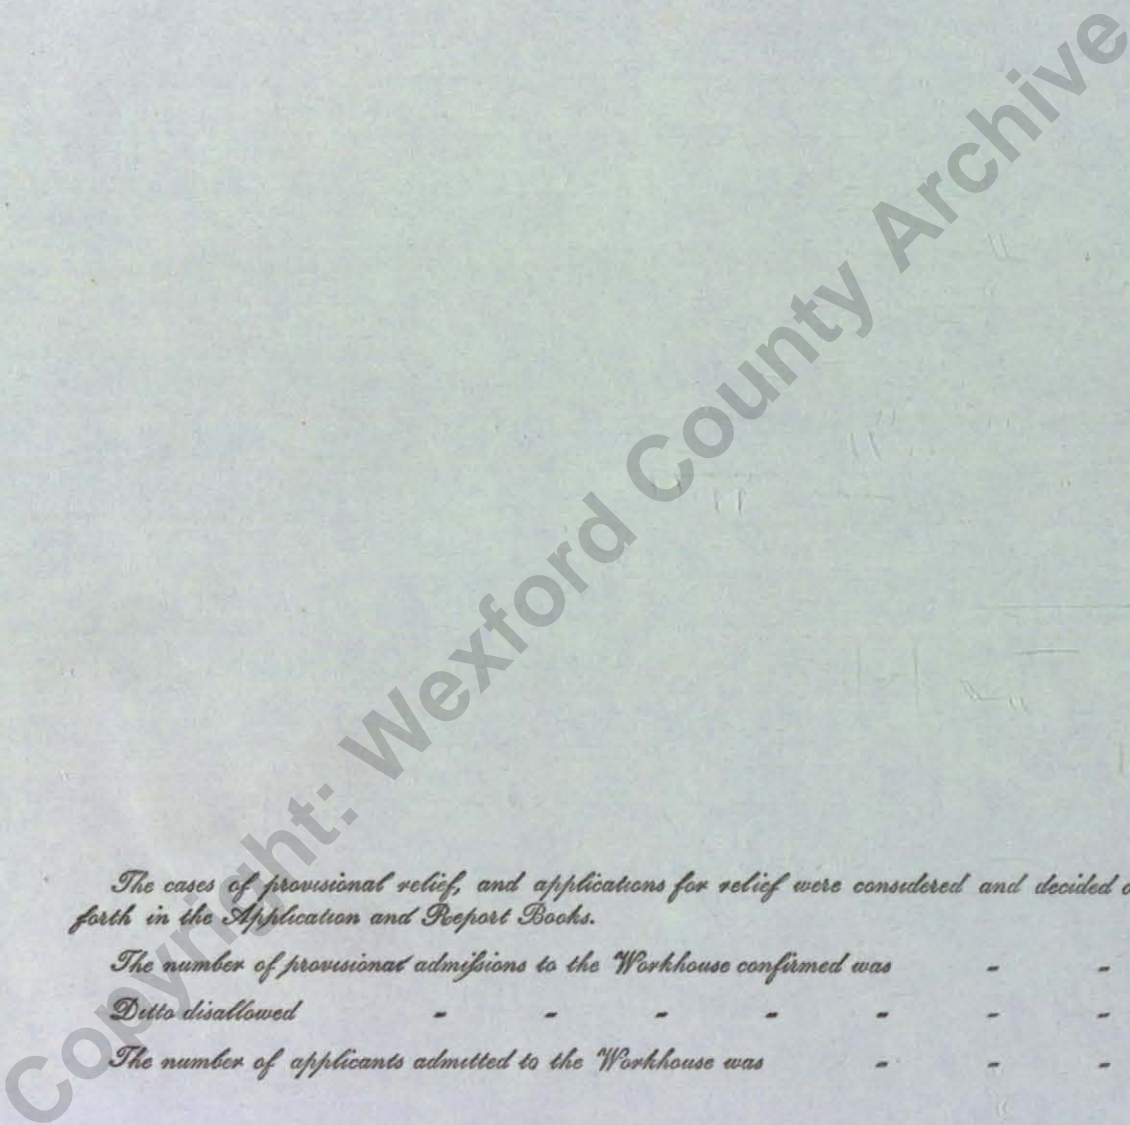 Copyright: Wexford County Archive
The cases of provisional relief, and applications for relief were considered and decided
forth in the Application and Report Books.
The number of provisional admiſsions to the Workhouse confirmed was - -
Ditto disallowed - - - - - - -
The number of applicants admitted to the Workhouse was - - -